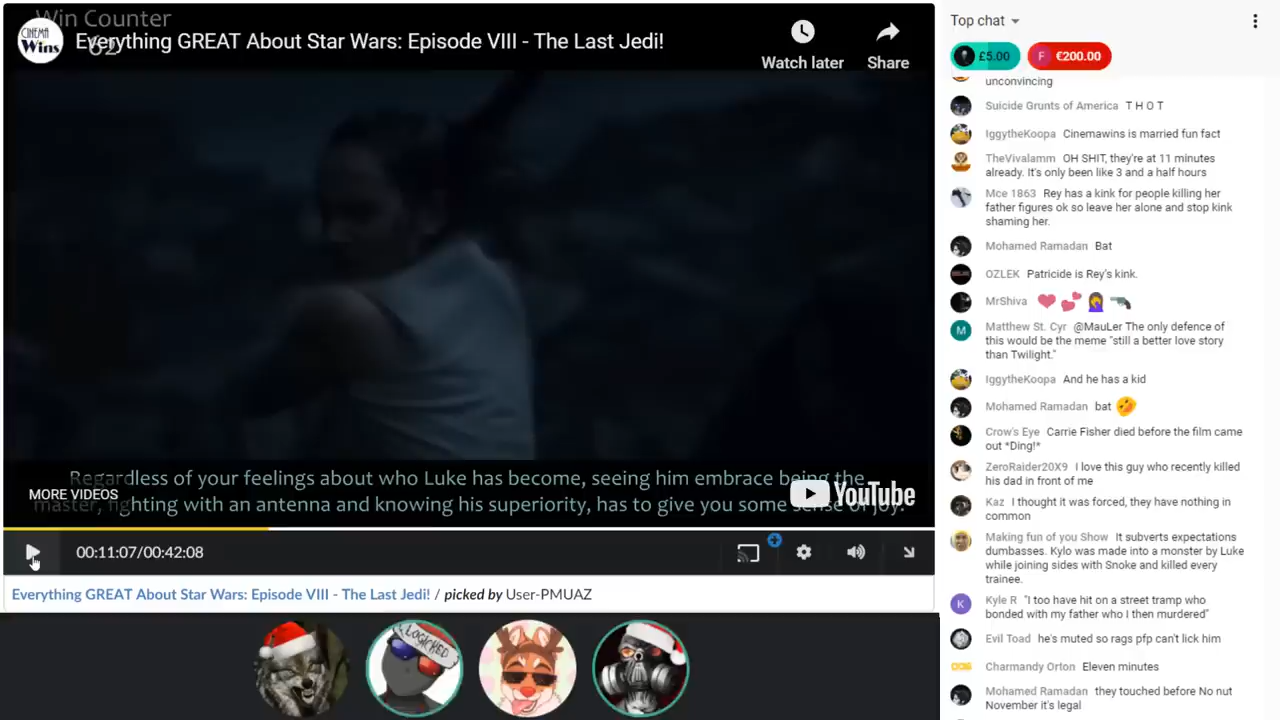 Win Counter
62
CINEMA
Wins
Everything GREAT About Star Wars: Episode VIII - The Last Jedi!
Watch later
Share
Regardless of your feelings about who Luke has become, seeing him embrace being the
master, fighting with an antenna and knowing his superiority, has to give you some sense of joy.
MORE VIDEOS
YouTube
00:11:07/00:42:08
Everything GREAT About Star Wars: Episode VIII - The Last Jedi! / picked by User-PMUAZ
LOGICKED
Top chat
£5.00
F €200.00
unconvincing
Suicide Grunts of America T H O T
IggytheKoopa Cinemawins is married fun fact
TheVivalamm OH SHIT, they're at 11 minutes
already. It's only been like 3 and a half hours
Mce 1863 Rey has a kink for people killing her
father figures ok so leave her alone and stop kink
shaming her.
Mohamed Ramadan Bat
OZLEK Patricide is Rey's kink.
MrShiva ❤️ 💕 🤦‍♀️ 🔫
M Matthew St. Cyr @MauLer The only defence of
this would be the meme "still a better love story
than Twilight."
IggytheKoopa And he has a kid
Mohamed Ramadan bat 🤣
Crow's Eye Carrie Fisher died before the film came
out *Ding!*
ZeroRaider20X9 I love this guy who recently killed
his dad in front of me
Kaz I thought it was forced, they have nothing in
common
Making fun of you Show It subverts expectations
dumbasses. Kylo was made into a monster by Luke
while joining sides with Snoke and killed every
trainee.
K Kyle R "I too have hit on a street tramp who
bonded with my father who I then murdered"
Evil Toad he's muted so rags pfp can't lick him
Charmandy Orton Eleven minutes
Mohamed Ramadan they touched before No nut
November it's legal